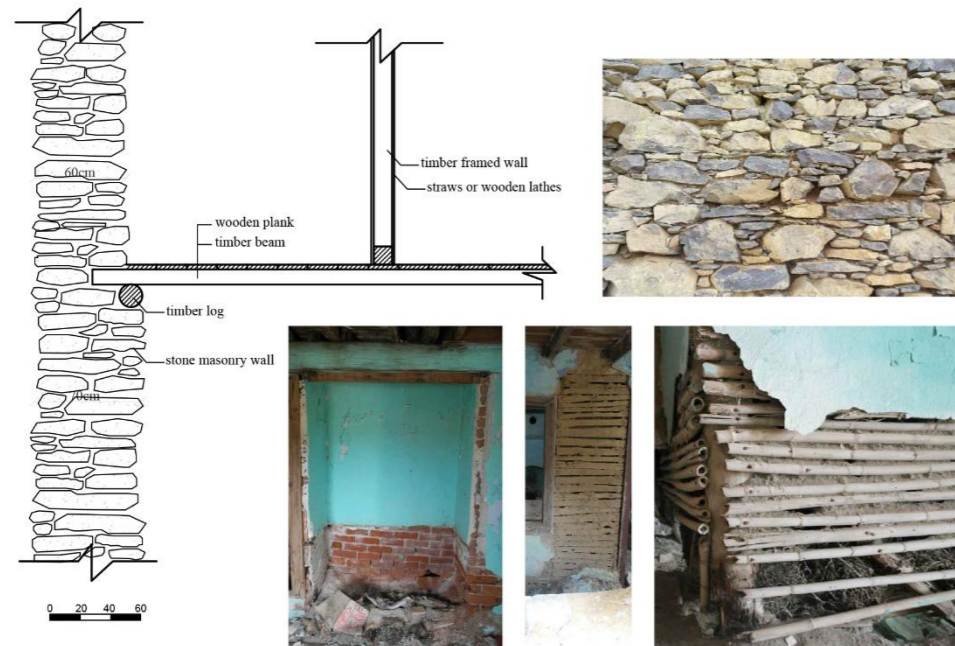 60cm
timber framed wall
straws or wooden lathes
wooden plank
timber beam
timber log
stone masonry wall
70cm
0 20 40 60